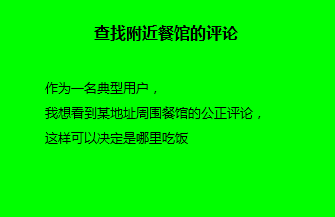 查找附近餐馆的评论
作为一名典型用户，
我想看到某地址周围餐馆的公正评论，
这样可以决定是哪里吃饭